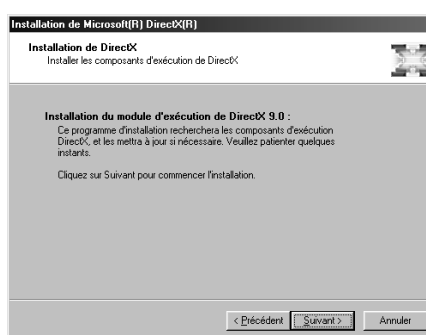 Installation de Microsoft(R) DirectX(R)
Installation de DirectX
Installer les composants d'exécution de DirectX
Installation du module d'exécution de DirectX 9.0 :
Ce programme d'installation recherchera les composants d'exécution
DirectX, et les mettra à jour si nécessaire. Veuillez patienter quelques
instants.
Cliquez sur Suivant pour commencer l'installation.
< Précédent
Suivant >
Annuler